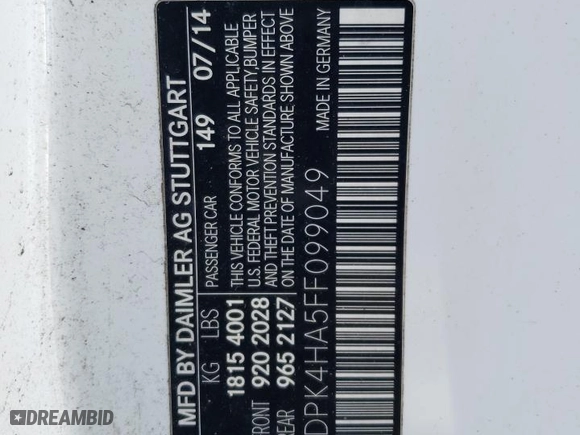 MFD BY DAIMLER AG STUTTGART
149 07/14
KG LBS PASSENGER CAR
1815 4001
FRONT 920 2028
REAR 965 2127
THIS VEHICLE CONFORMS TO ALL APPLICABLE
U.S. FEDERAL MOTOR VEHICLE SAFETY, BUMPER
AND THEFT PREVENTION STANDARDS IN EFFECT
ON THE DATE OF MANUFACTURE SHOWN ABOVE
DPK4HA5FF099049 MADE IN GERMANY
DREAMBID